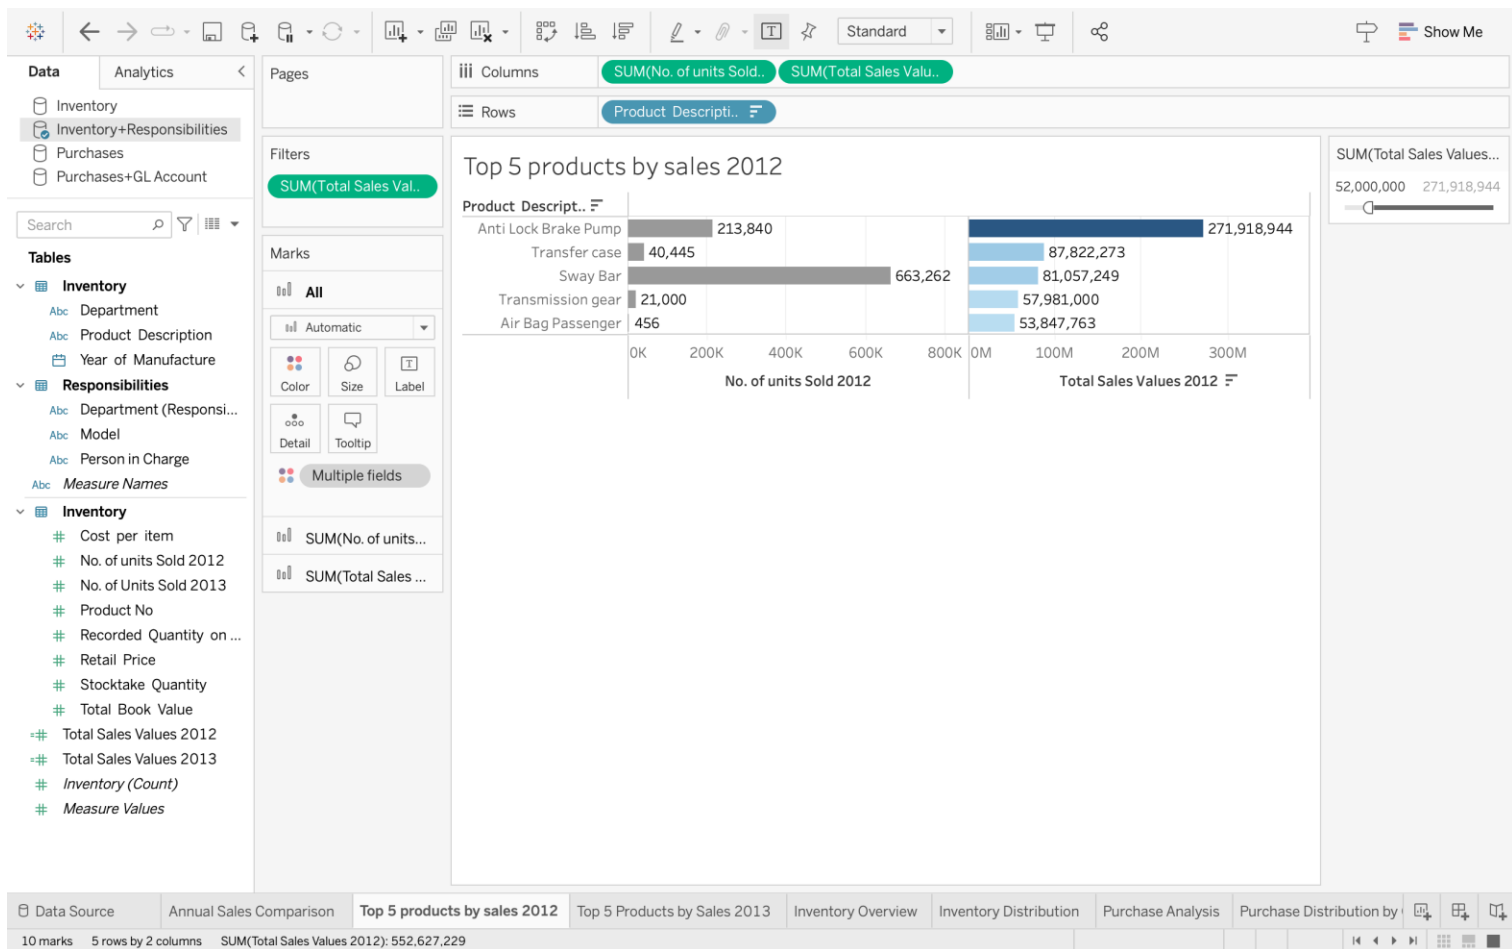 Standard
Show Me
Data
Analytics
Inventory
Inventory+Responsibilities
Purchases
Purchases+GL Account
Search
Tables
Inventory
Abc Department
Abc Product Description
Year of Manufacture
Responsibilities
Abc Department (Responsi...
Abc Model
Abc Person in Charge
Abc Measure Names
Inventory
# Cost per item
# No. of units Sold 2012
# No. of Units Sold 2013
# Product No
# Recorded Quantity on ...
# Retail Price
# Stocktake Quantity
# Total Book Value
=# Total Sales Values 2012
=# Total Sales Values 2013
# Inventory (Count)
# Measure Values
Pages
Filters
SUM(Total Sales Val..
Marks
All
Automatic
Color Size Label
Detail Tooltip
Multiple fields
SUM(No. of units...
SUM(Total Sales ...
Columns SUM(No. of units Sold.. SUM(Total Sales Valu..
Rows Product Descripti..
Top 5 products by sales 2012
Product Descript..
Anti Lock Brake Pump 213,840 271,918,944
Transfer case 40,445 87,822,273
Sway Bar 663,262 81,057,249
Transmission gear 21,000 57,981,000
Air Bag Passenger 456 53,847,763
0K 200K 400K 600K 800K 0M 100M 200M 300M
No. of units Sold 2012 Total Sales Values 2012
SUM(Total Sales Values...
52,000,000 271,918,944
Data Source Annual Sales Comparison Top 5 products by sales 2012 Top 5 Products by Sales 2013 Inventory Overview Inventory Distribution Purchase Analysis Purchase Distribution by
10 marks 5 rows by 2 columns SUM(Total Sales Values 2012): 552,627,229